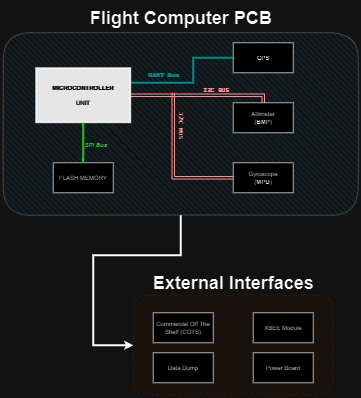 Flight Computer PCB
GPS
UART Bus
MICROCONTROLLER
UNIT
I2C BUS
I2C BUS
Altimeter
(BMP)
SPI Bus
FLASH MEMORY
Gyroscope
(MPU)
External Interfaces
Commercial Off The
Shelf (COTS)
XBEE Module
Data Dump
Power Board